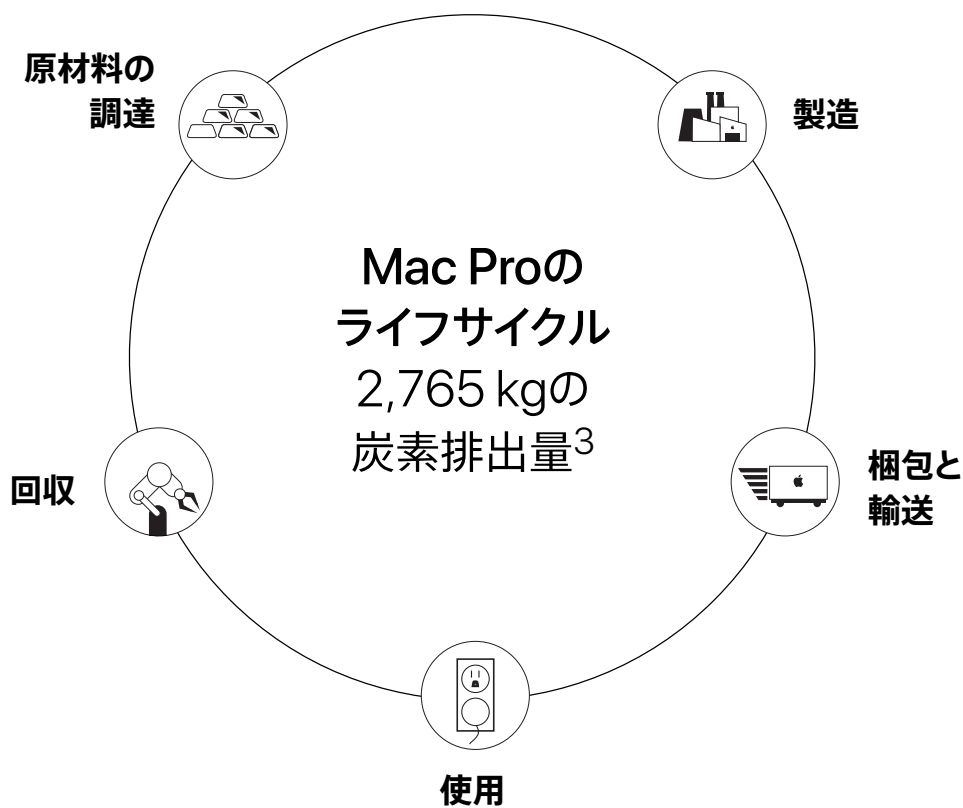 原材料の
調達
製造
Mac Proの
ライフサイクル
2,765 kgの
炭素排出量3
回収
梱包と
輸送
使用